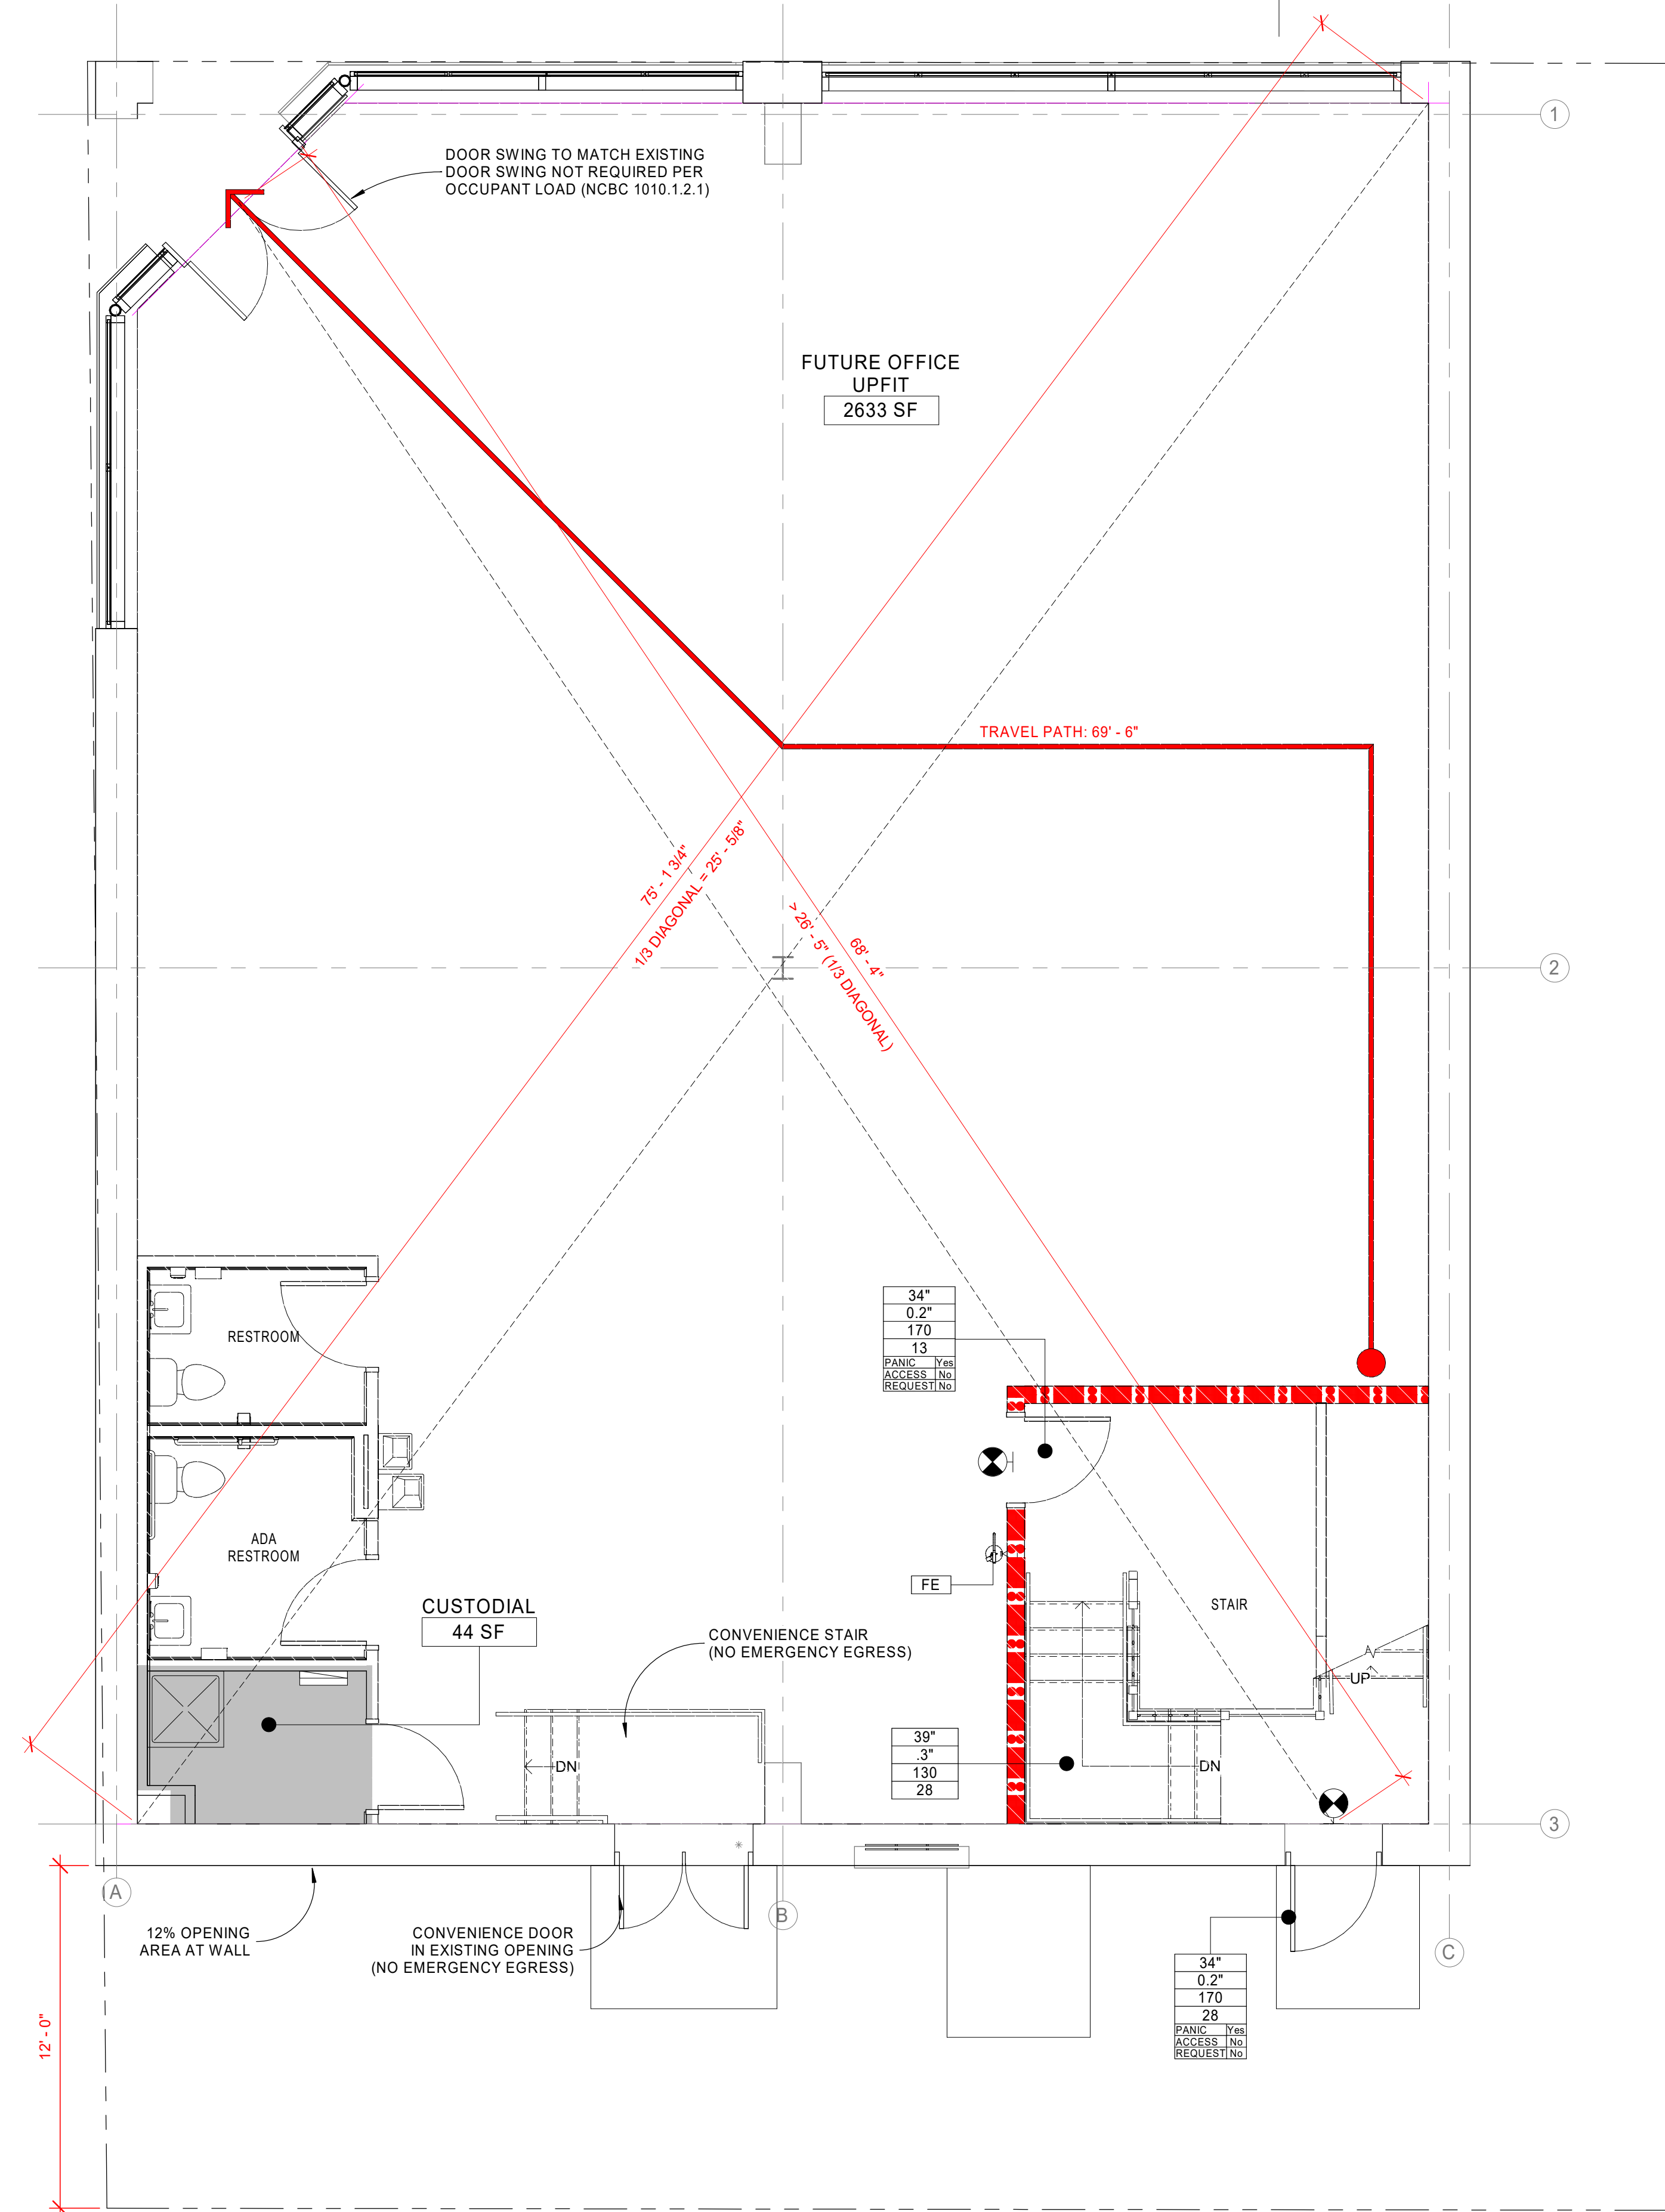 1
DOOR SWING TO MATCH EXISTING
DOOR SWING NOT REQUIRED PER
OCCUPANT LOAD (NCBC 1010.1.2.1)
FUTURE OFFICE
UPFIT
2633 SF
TRAVEL PATH: 69' - 6"
75' - 1 3/4"
1/3 DIAGONAL = 25' - 5/8"
68' - 4"
> 26' - 5" (1/3 DIAGONAL)
2
RESTROOM
34"
0.2"
170
13
PANIC Yes
ACCESS No
REQUEST No
ADA
RESTROOM
FE
STAIR
CUSTODIAL
44 SF
CONVENIENCE STAIR
(NO EMERGENCY EGRESS)
UP
39"
.3"
130
28
DN
DN
3
A
B
C
12% OPENING
AREA AT WALL
CONVENIENCE DOOR
IN EXISTING OPENING
(NO EMERGENCY EGRESS)
34"
0.2"
170
28
PANIC Yes
ACCESS No
REQUEST No
12' - 0"